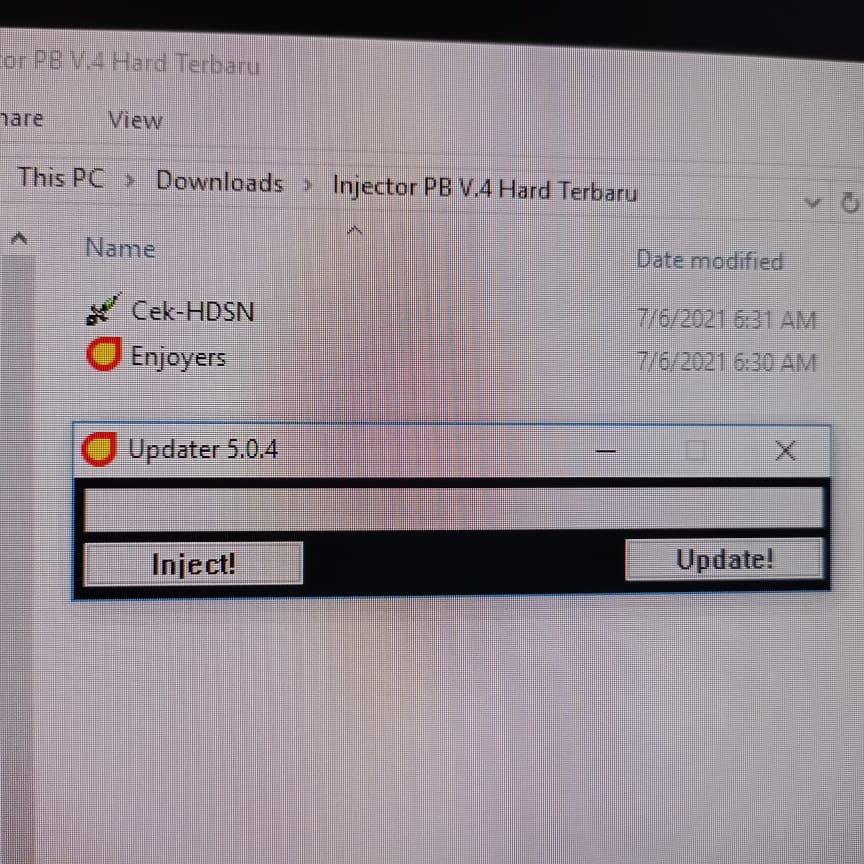 or PB V.4 Hard Terbaru
hare View
This PC > Downloads > Injector PB V.4 Hard Terbaru
Name Date modified
Cek-HDSN 7/6/2021 6:31 AM
Enjoyers 7/6/2021 6:30 AM
Updater 5.0.4
Inject! Update!